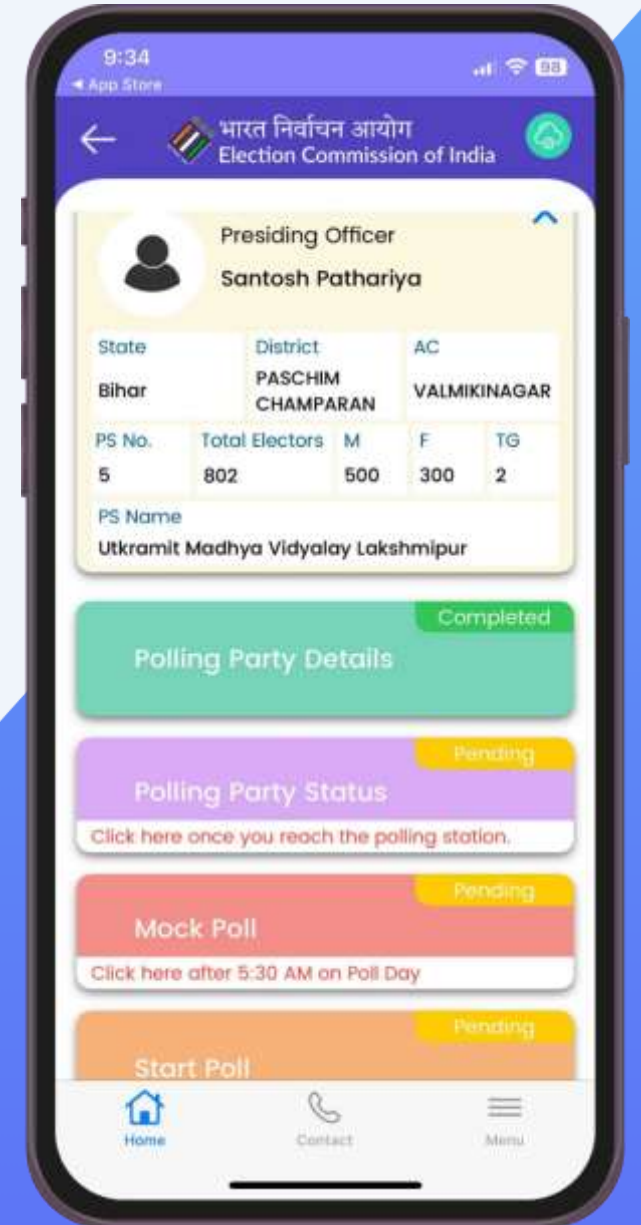 9:34
98
◄ App Store
भारत निर्वाचन आयोग
Election Commission of India
Presiding Officer
Santosh Pathariya
State District AC
Bihar PASCHIM CHAMPARAN VALMIKINAGAR
PS No. Total Electors M F TG
5 802 500 300 2
PS Name
Utkramit Madhya Vidyalay Lakshmipur
Completed
Polling Party Details
Pending
Polling Party Status
Click here once you reach the polling station.
Pending
Mock Poll
Click here after 5:30 AM on Poll Day
Pending
Start Poll
Home Contact Menu